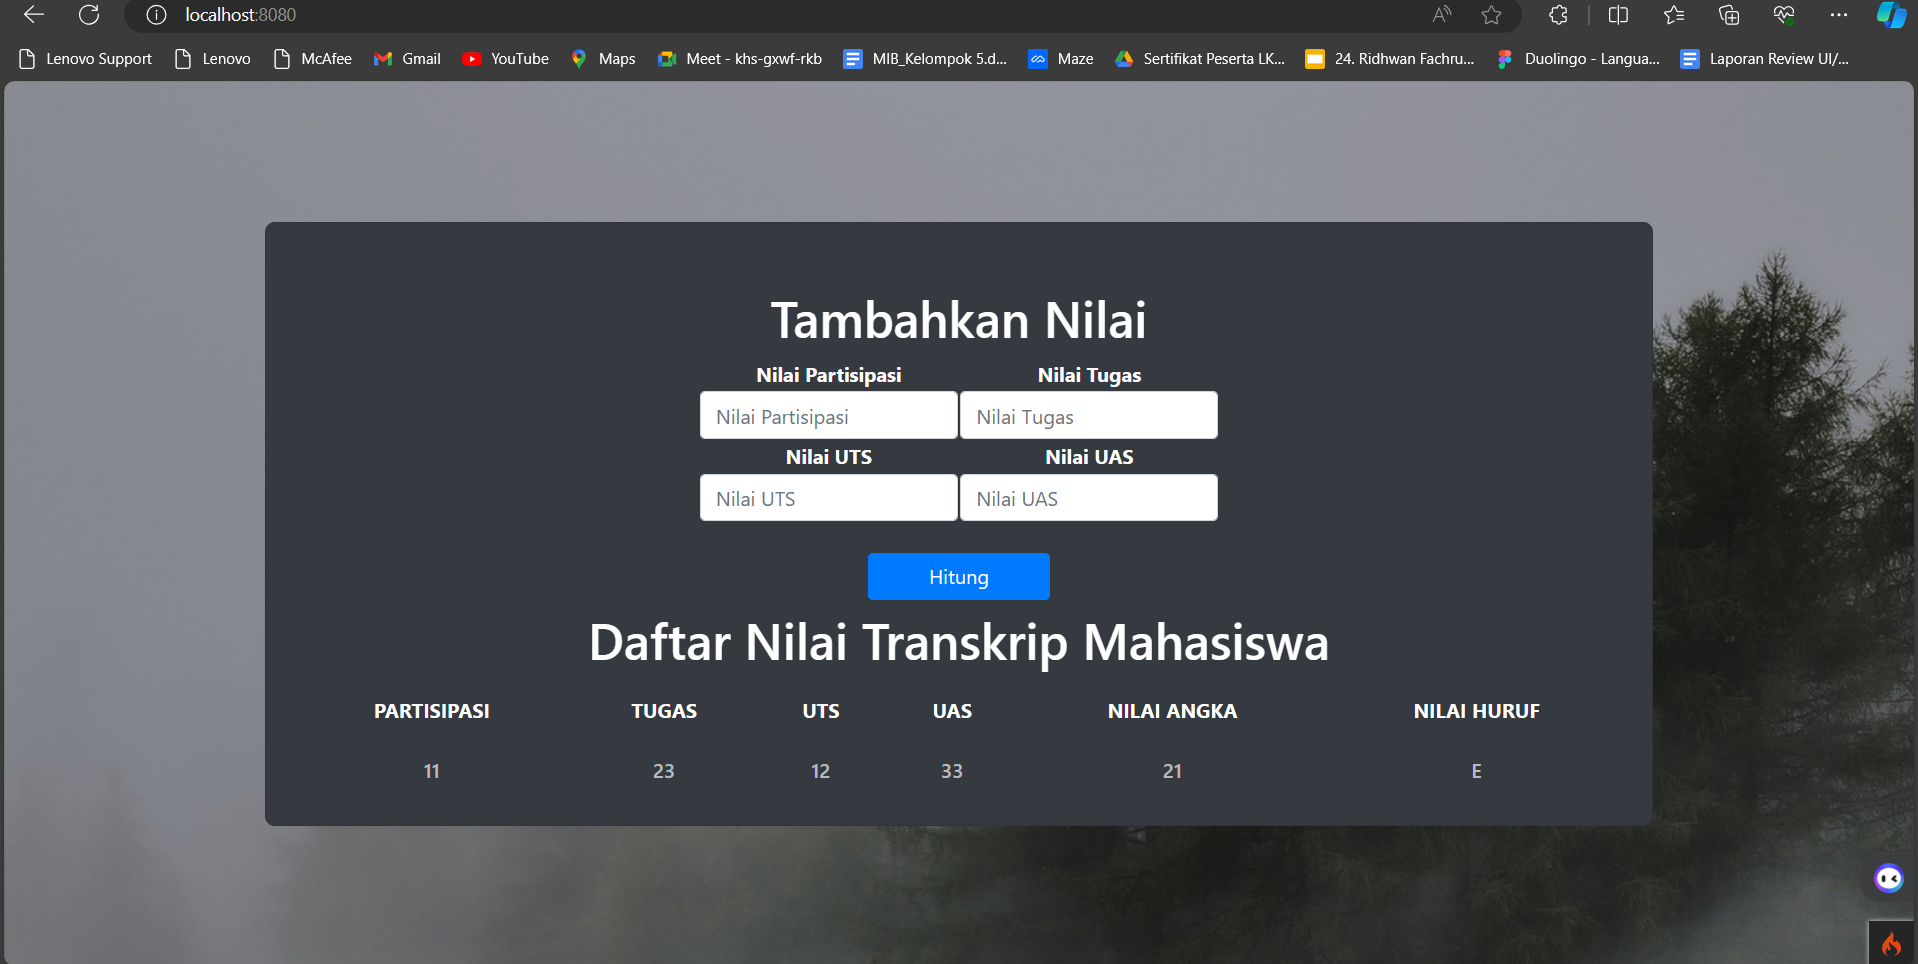 localhost:8080
Lenovo Support Lenovo McAfee Gmail YouTube Maps Meet - khs-gxwf-rkb MIB_Kelompok 5.d... Maze Sertifikat Peserta LK... 24. Ridhwan Fachru... Duolingo - Langua... Laporan Review UI/...
Tambahkan Nilai
Nilai Partisipasi Nilai Tugas
Nilai Partisipasi Nilai Tugas
Nilai UTS Nilai UAS
Nilai UTS Nilai UAS
Hitung
Daftar Nilai Transkrip Mahasiswa
PARTISIPASI TUGAS UTS UAS NILAI ANGKA NILAI HURUF
11 23 12 33 21 E